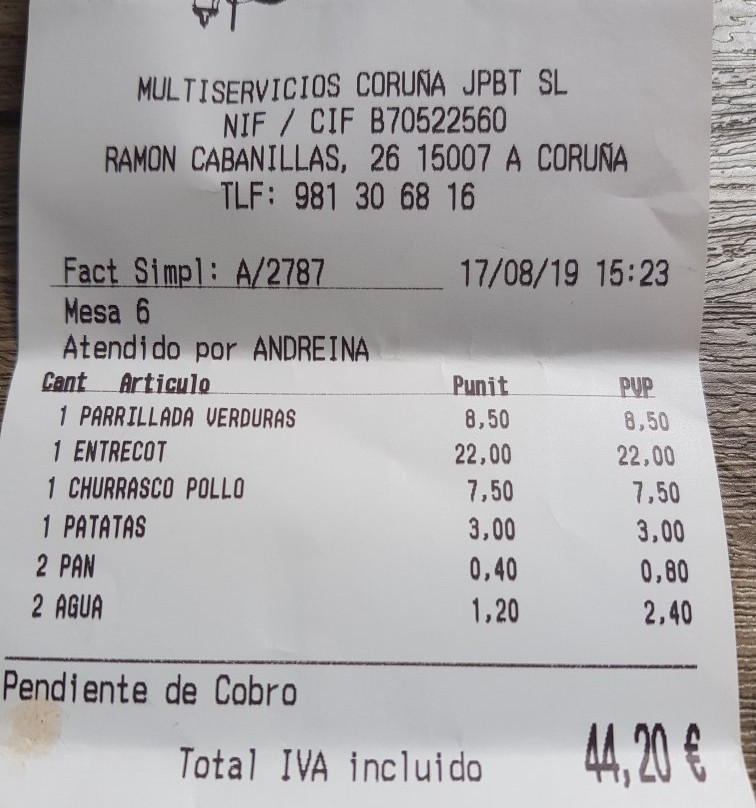 MULTISERVICIOS CORUÑA JPBT SL
NIF / CIF B70522560
RAMON CABANILLAS, 26 15007 A CORUÑA
TLF: 981 30 68 16
Fact Simpl: A/2787 17/08/19 15:23
Mesa 6
Atendido por ANDREINA
Cant Articulo Punit PVP
1 PARRILLADA VERDURAS 8,50 8,50
1 ENTRECOT 22,00 22,00
1 CHURRASCO POLLO 7,50 7,50
1 PATATAS 3,00 3,00
2 PAN 0,40 0,80
2 AGUA 1,20 2,40
Pendiente de Cobro
Total IVA incluido 44,20 €